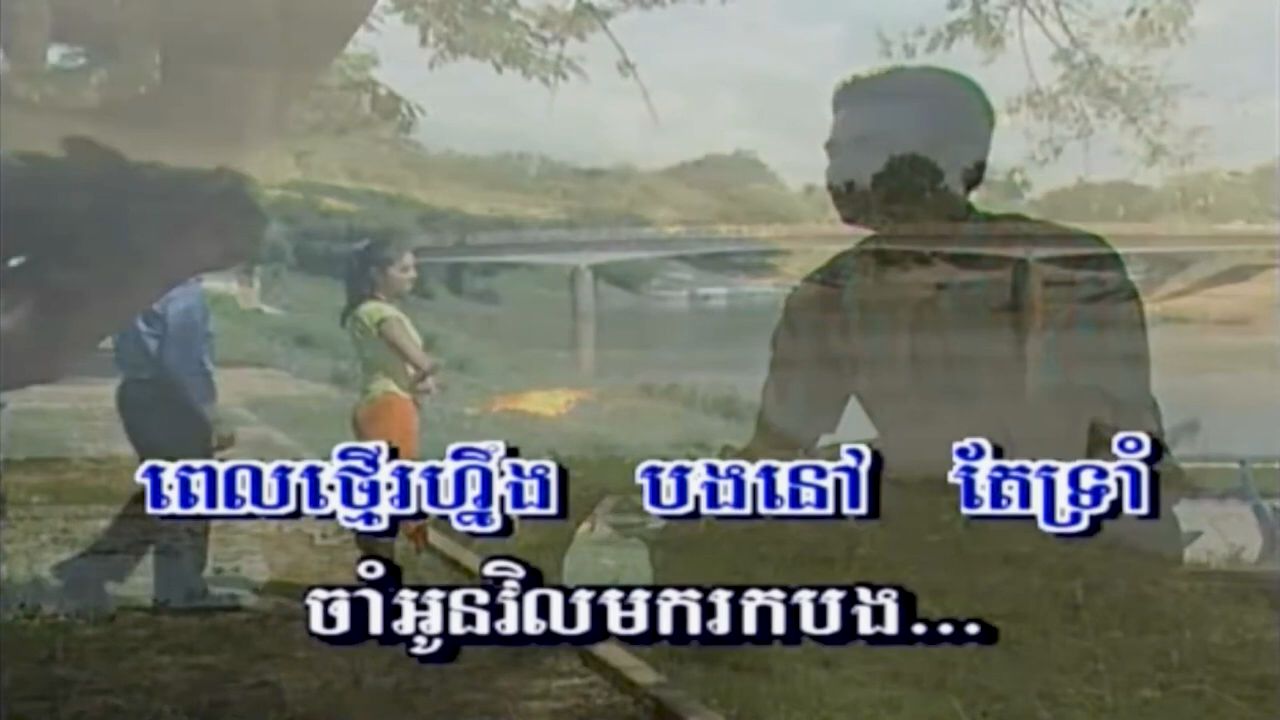 ពេលថ្មើរហ្នឹង បងនៅ តែទ្រាំ
ចាំអូនវិលមករកបង...